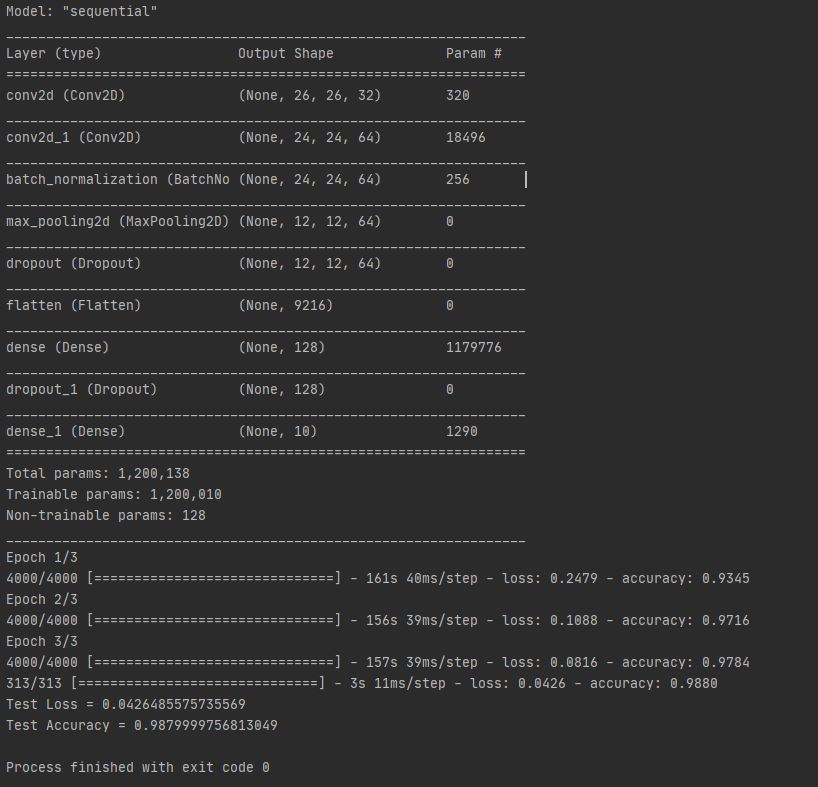 Model: "sequential"
_________________________________________________________________
Layer (type)                 Output Shape              Param #
=================================================================
conv2d (Conv2D)              (None, 26, 26, 32)        320
_________________________________________________________________
conv2d_1 (Conv2D)            (None, 24, 24, 64)        18496
_________________________________________________________________
batch_normalization (BatchNo (None, 24, 24, 64)        256
_________________________________________________________________
max_pooling2d (MaxPooling2D) (None, 12, 12, 64)        0
_________________________________________________________________
dropout (Dropout)            (None, 12, 12, 64)        0
_________________________________________________________________
flatten (Flatten)            (None, 9216)              0
_________________________________________________________________
dense (Dense)                (None, 128)               1179776
_________________________________________________________________
dropout_1 (Dropout)          (None, 128)               0
_________________________________________________________________
dense_1 (Dense)              (None, 10)                1290
=================================================================
Total params: 1,200,138
Trainable params: 1,200,010
Non-trainable params: 128
_________________________________________________________________
Epoch 1/3
4000/4000 [==============================] - 161s 40ms/step - loss: 0.2479 - accuracy: 0.9345
Epoch 2/3
4000/4000 [==============================] - 156s 39ms/step - loss: 0.1088 - accuracy: 0.9716
Epoch 3/3
4000/4000 [==============================] - 157s 39ms/step - loss: 0.0816 - accuracy: 0.9784
313/313 [==============================] - 3s 11ms/step - loss: 0.0426 - accuracy: 0.9880
Test Loss = 0.0426485575735569
Test Accuracy = 0.9879999756813049

Process finished with exit code 0